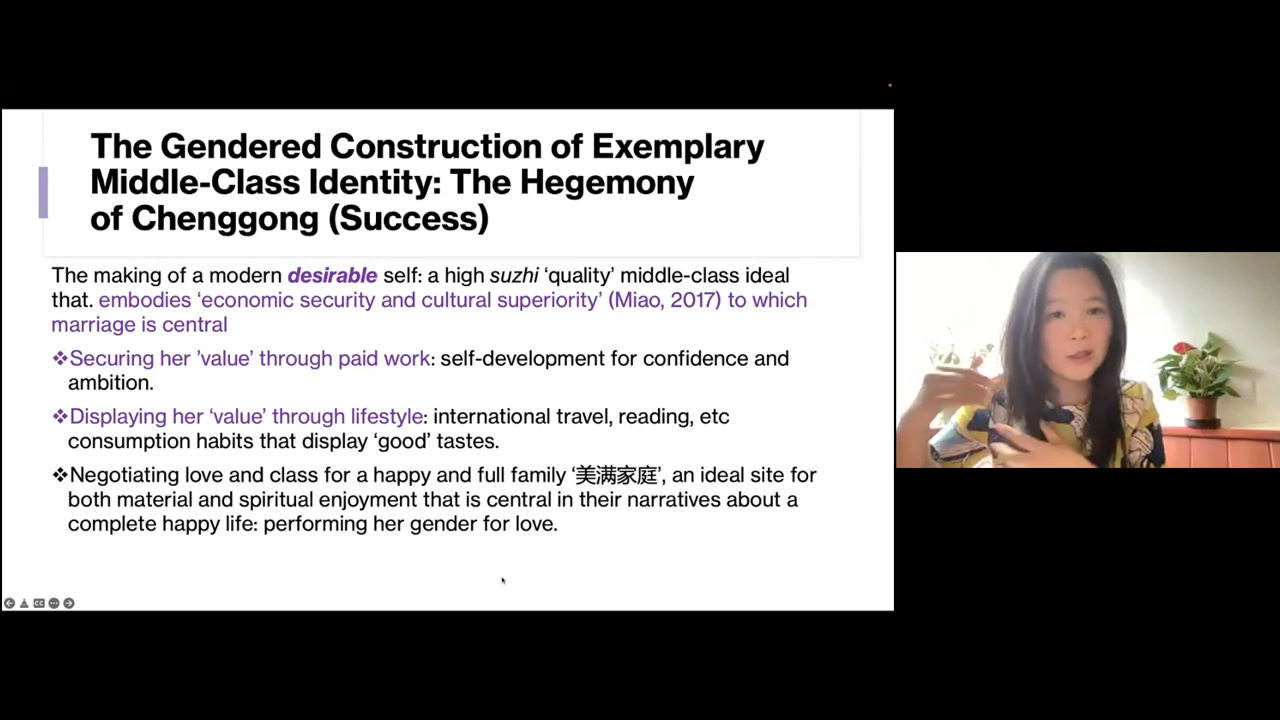 The Gendered Construction of Exemplary
Middle-Class Identity: The Hegemony
of Chenggong (Success)
The making of a modern desirable self: a high suzhi ‘quality’ middle-class ideal
that. embodies ‘economic security and cultural superiority’ (Miao, 2017) to which
marriage is central
❖Securing her ’value’ through paid work: self-development for confidence and
ambition.
❖Displaying her ‘value’ through lifestyle: international travel, reading, etc
consumption habits that display ‘good’ tastes.
❖Negotiating love and class for a happy and full family ‘美满家庭’, an ideal site for
both material and spiritual enjoyment that is central in their narratives about a
complete happy life: performing her gender for love.